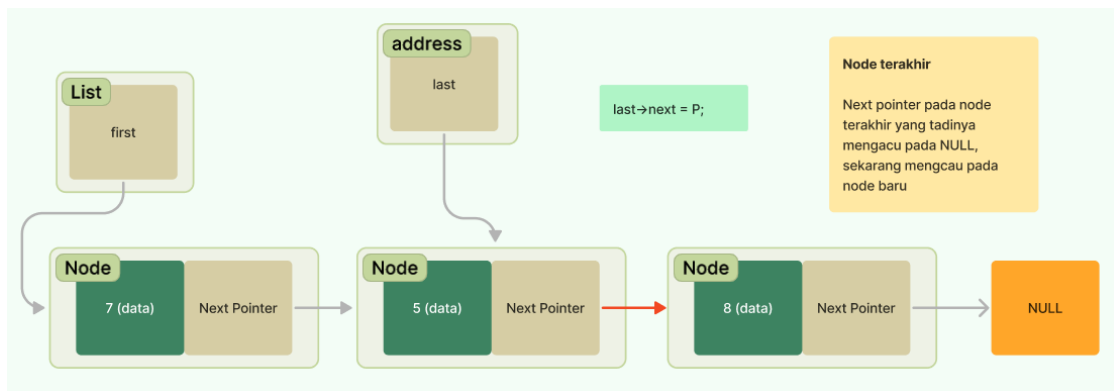 address
last
List
first
last→next = P;
Node terakhir
Next pointer pada node
terakhir yang tadinya
mengacu pada NULL,
sekarang mengcau pada
node baru
Node
7 (data)
Next Pointer
Node
5 (data)
Next Pointer
Node
8 (data)
Next Pointer
NULL